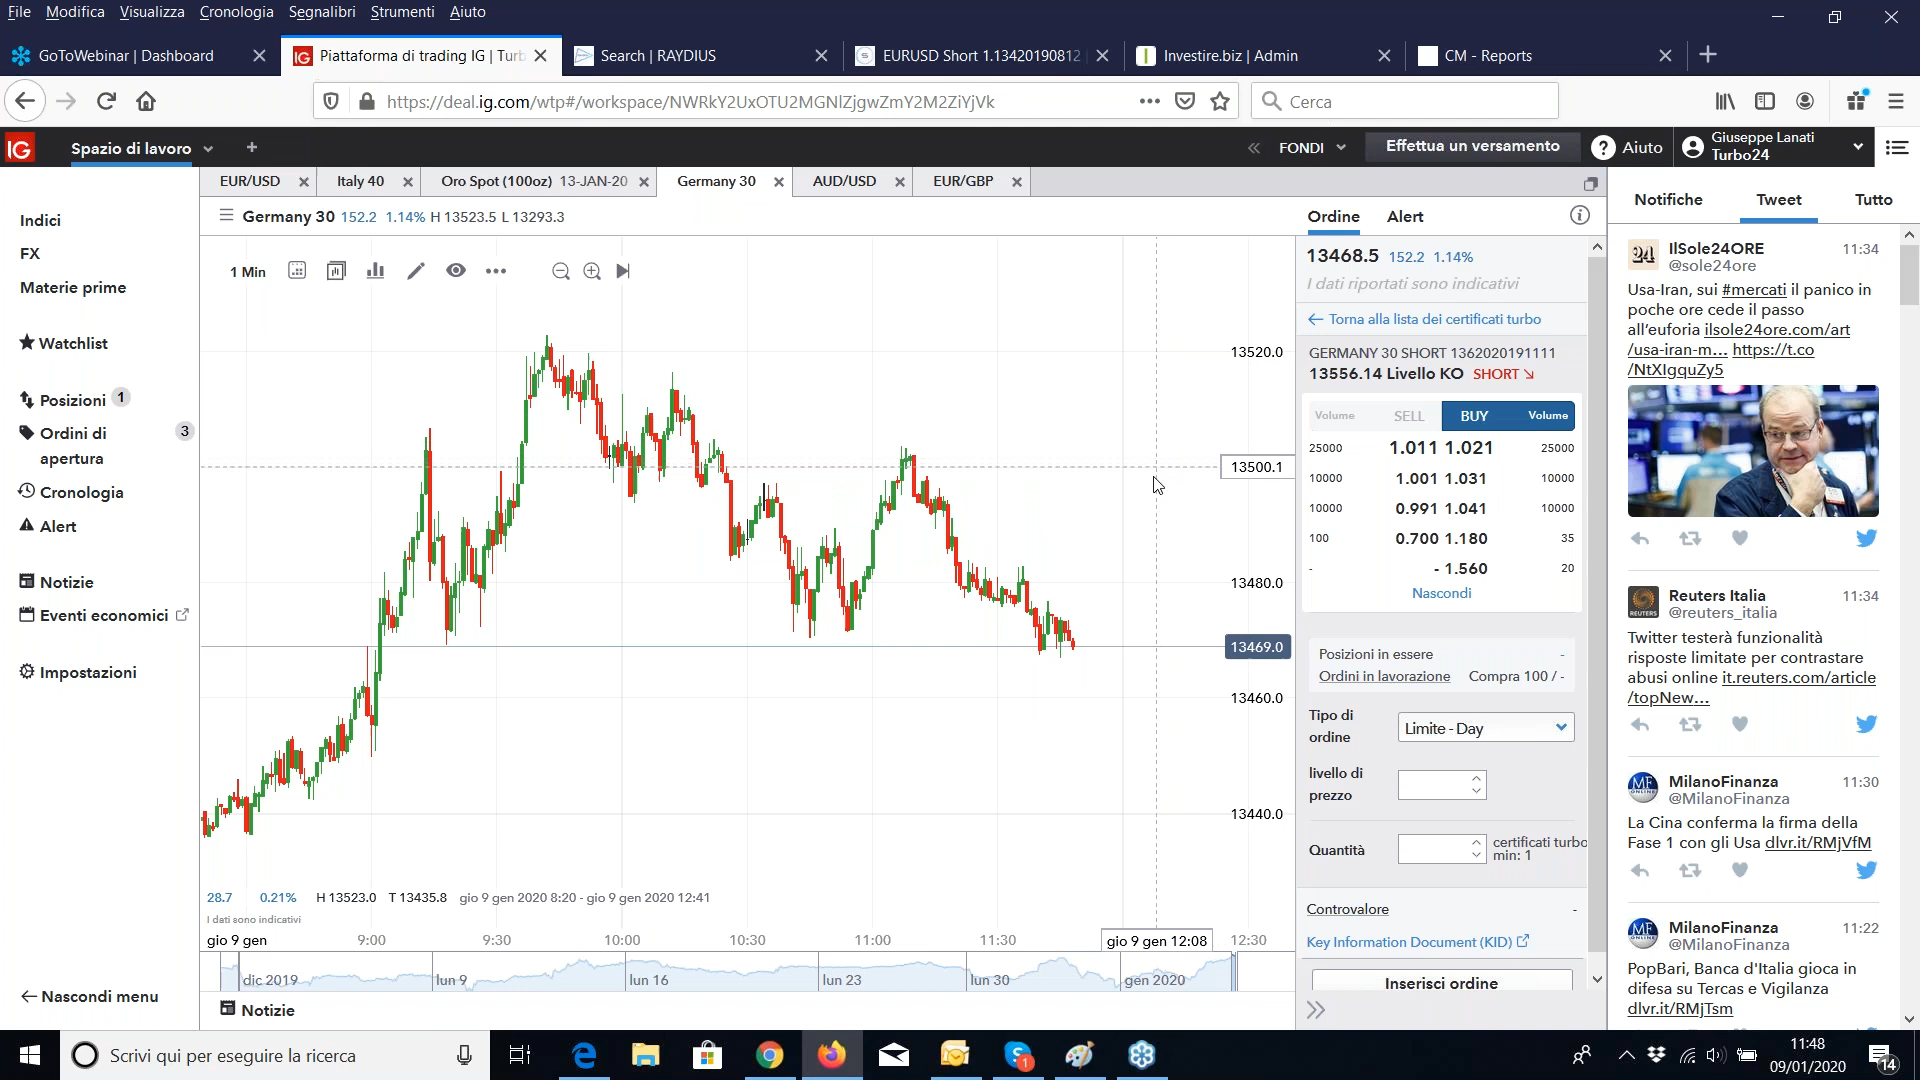 File Modifica Visualizza Cronologia Segnalibri Strumenti Aiuto
GoToWebinar | Dashboard
Piattaforma di trading IG | Turb
Search | RAYDIUS
EURUSD Short 1.13420190812
Investire.biz | Admin
CM - Reports
https://deal.ig.com/wtp#/workspace/NWRkY2UxOTU2MGNlZjgwZmY2M2ZiYjVk
Cerca
IG
Spazio di lavoro
FONDI
Effettua un versamento
Aiuto
Giuseppe Lanati
Turbo24
Indici
FX
Materie prime
Watchlist
Posizioni 1
Ordini di apertura 3
Cronologia
Alert
Notizie
Eventi economici
Impostazioni
Nascondi menu
EUR/USD
Italy 40
Oro Spot (100oz) 13-JAN-20
Germany 30
AUD/USD
EUR/GBP
Germany 30 152.2 1.14% H 13523.5 L 13293.3
1 Min
13520.0
13500.1
13480.0
13469.0
13460.0
13440.0
28.7 0.21% H 13523.0 T 13435.8 gio 9 gen 2020 8:20 - gio 9 gen 2020 12:41
I dati sono indicativi
gio 9 gen 9:00 9:30 10:00 10:30 11:00 11:30 gio 9 gen 12:08 12:30
dic 2019 lun 9 lun 16 lun 23 lun 30 gen 2020
Notizie
Ordine Alert
13468.5 152.2 1.14%
I dati riportati sono indicativi
Torna alla lista dei certificati turbo
GERMANY 30 SHORT 1362020191111
13556.14 Livello KO SHORT
Volume SELL BUY Volume
25000 1.011 1.021 25000
10000 1.001 1.031 10000
10000 0.991 1.041 10000
100 0.700 1.180 35
- - 1.560 20
Nascondi
Posizioni in essere -
Ordini in lavorazione Compra 100 / -
Tipo di ordine Limite - Day
livello di prezzo
Quantità certificati turbo
min: 1
Controvalore -
Key Information Document (KID)
Inserisci ordine
Notifiche Tweet Tutto
24
IlSole24ORE 11:34
@sole24ore
Usa-Iran, sui #mercati il panico in
poche ore cede il passo
all'euforia ilsole24ore.com/art
/usa-iran-m... https://t.co
/NtXIgquZy5
REUTERS
Reuters Italia 11:34
@reuters_italia
Twitter testerà funzionalità
risposte limitate per contrastare
abusi online it.reuters.com/article
/topNew...
MF
ONLINE
MilanoFinanza 11:30
@MilanoFinanza
La Cina conferma la firma della
Fase 1 con gli Usa dlvr.it/RMjVfM
MF
ONLINE
MilanoFinanza 11:22
@MilanoFinanza
PopBari, Banca d'Italia gioca in
difesa su Tercas e Vigilanza
dlvr.it/RMjTsm
Scrivi qui per eseguire la ricerca
1
11:48
09/01/2020
14